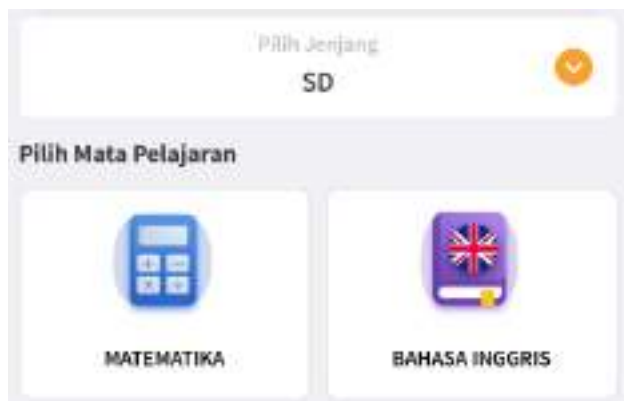 Pilih Jenjang
SD
Pilih Mata Pelajaran
MATEMATIKA
BAHASA INGGRIS